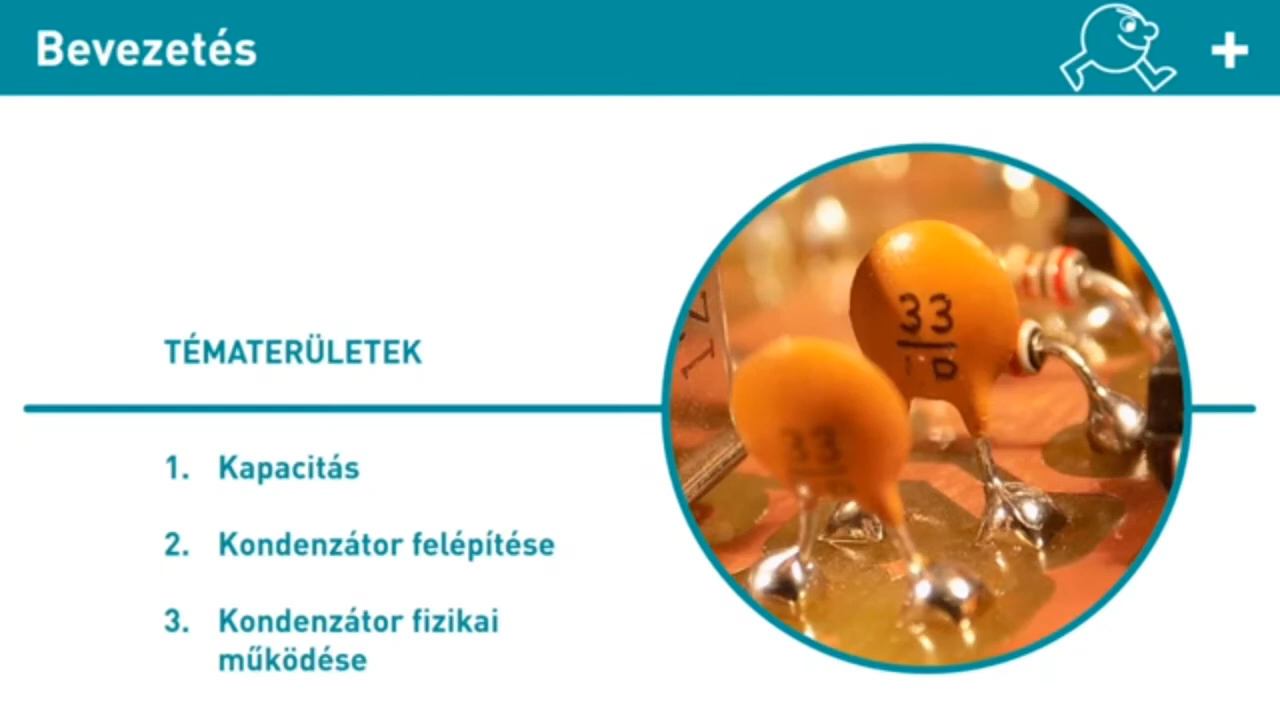 Bevezetés
TÉMATERÜLETEK
1. Kapacitás
2. Kondenzátor felépítése
3. Kondenzátor fizikai
működése
33
33